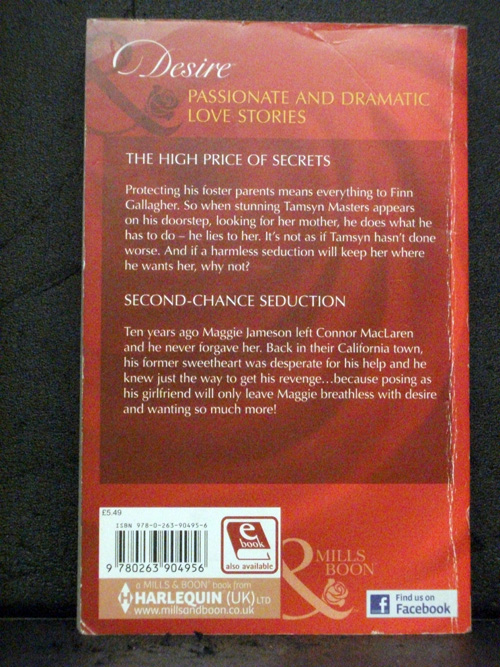 Desire™
PASSIONATE AND DRAMATIC
LOVE STORIES
THE HIGH PRICE OF SECRETS
Protecting his foster parents means everything to Finn
Gallagher. So when stunning Tamsyn Masters appears
on his doorstep, looking for her mother, he does what he
has to do – he lies to her. It's not as if Tamsyn hasn't done
worse. And if a harmless seduction will keep her where
he wants her, why not?
SECOND-CHANCE SEDUCTION
Ten years ago Maggie Jameson left Connor MacLaren
and he never forgave her. Back in their California town,
his former sweetheart was desperate for his help and he
knew just the way to get his revenge…because posing as
his girlfriend will only leave Maggie breathless with desire
and wanting so much more!
£5.49
ISBN 978-0-263-90495-6
9 780263 904956
e
book
also available
a MILLS & BOON® book from
HARLEQUIN (UK) LTD
www.millsandboon.co.uk
&
MILLS
BOON
f
Find us on
Facebook